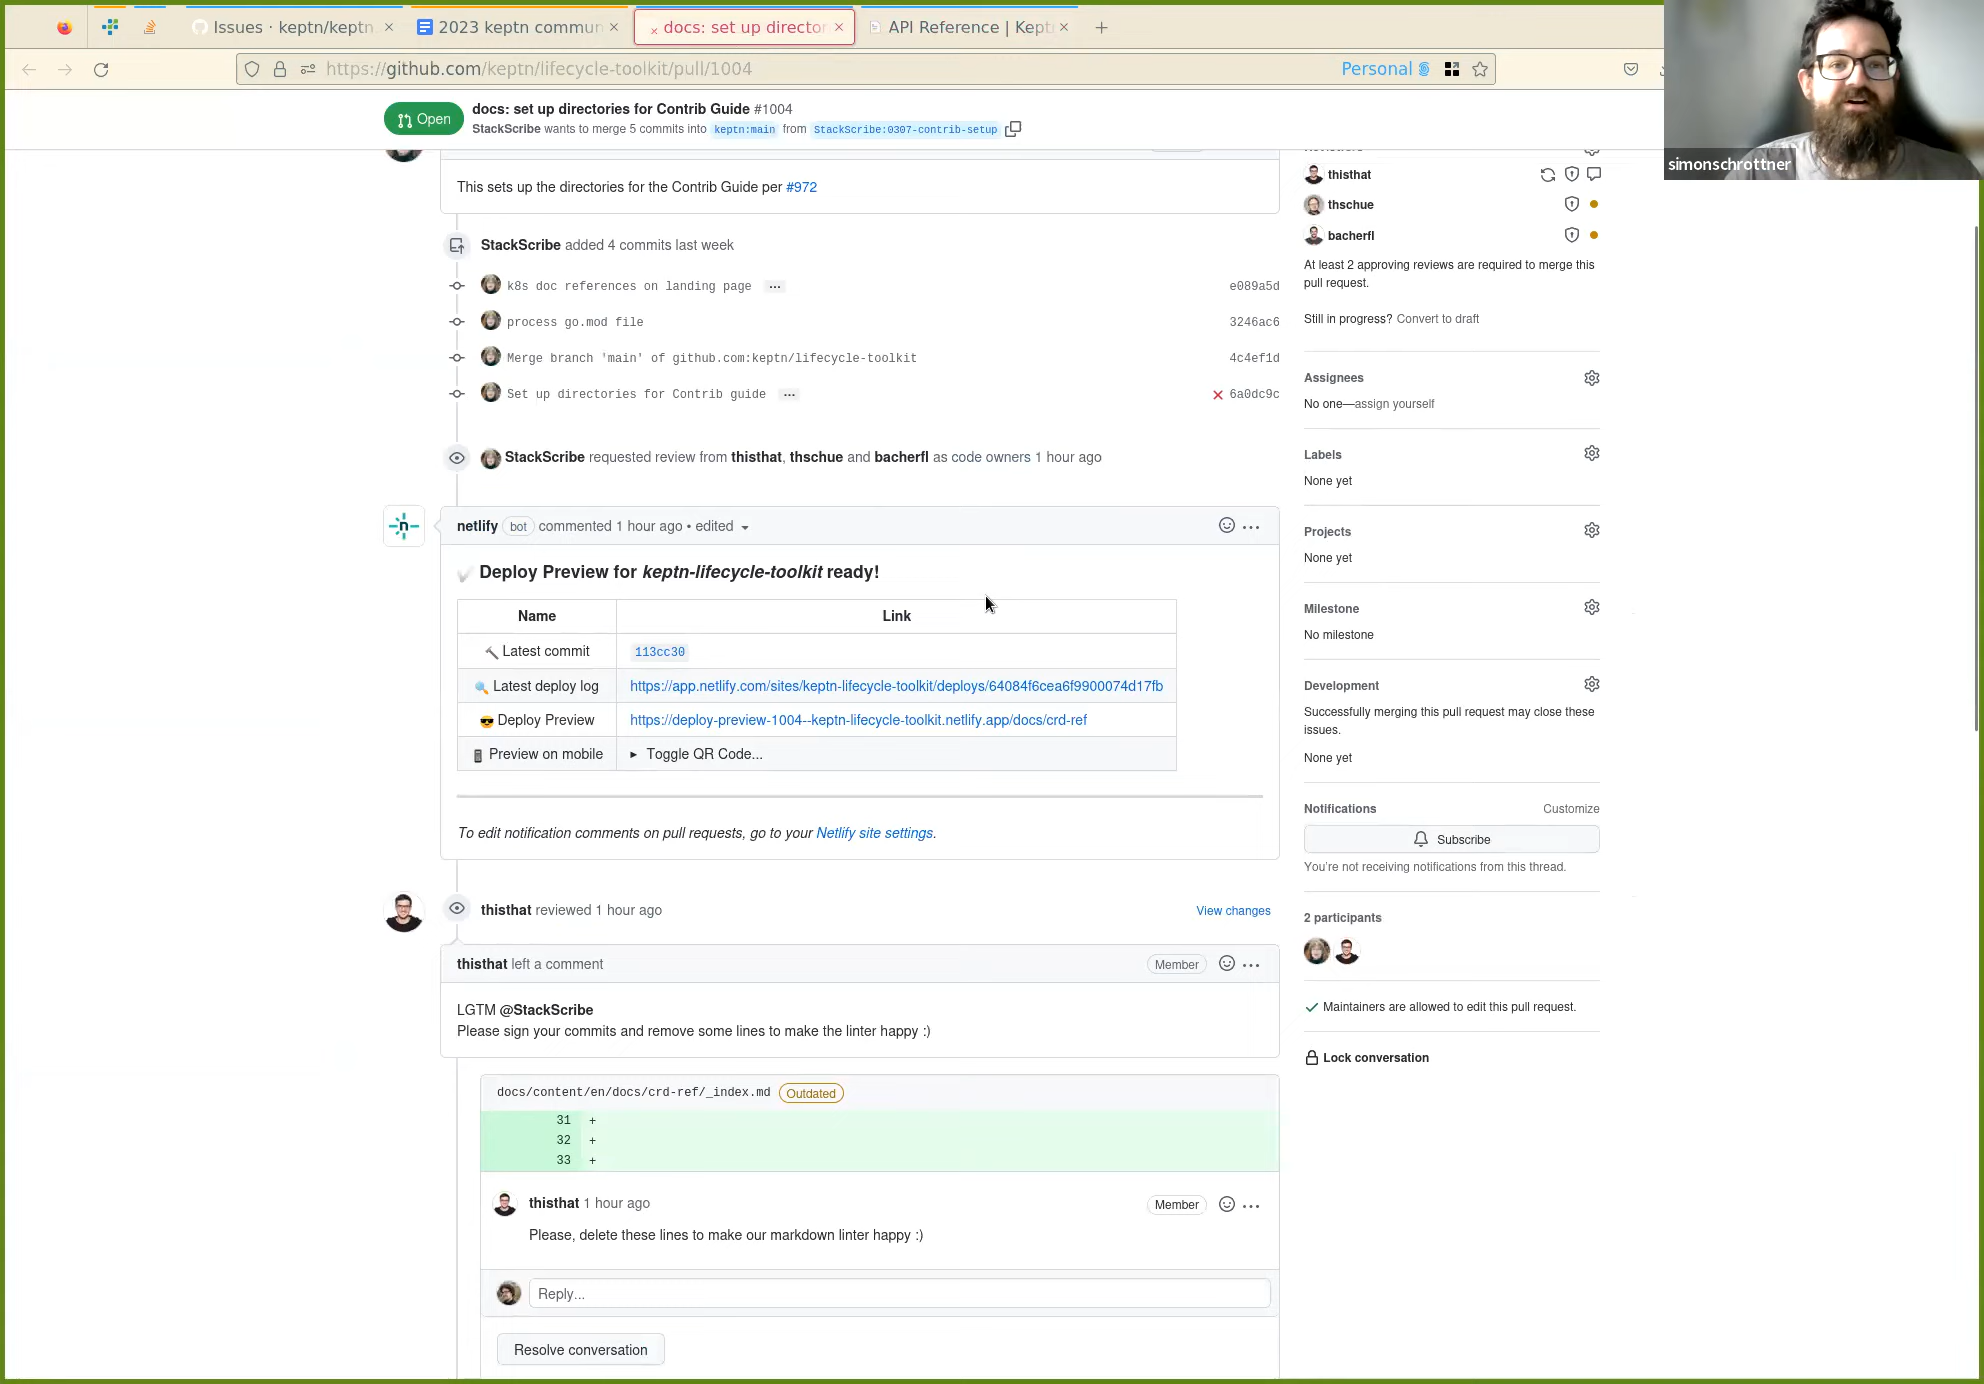 Issues · keptn/keptn
2023 keptn commun
docs: set up director
API Reference | Kept
https://github.com/keptn/lifecycle-toolkit/pull/1004
Personal
simonschrottner
Open
docs: set up directories for Contrib Guide #1004
StackScribe wants to merge 5 commits into keptn:main from StackScribe:0307-contrib-setup
This sets up the directories for the Contrib Guide per #972
StackScribe added 4 commits last week
k8s doc references on landing page ... e089a5d
process go.mod file 3246ac6
Merge branch 'main' of github.com:keptn/lifecycle-toolkit 4c4ef1d
Set up directories for Contrib guide ... 6a0dc9c
StackScribe requested review from thisthat, thschue and bacherfl as code owners 1 hour ago
netlify bot commented 1 hour ago • edited
Deploy Preview for keptn-lifecycle-toolkit ready!
Name Link
Latest commit 113cc30
Latest deploy log https://app.netlify.com/sites/keptn-lifecycle-toolkit/deploys/64084f6cea6f9900074d17fb
Deploy Preview https://deploy-preview-1004--keptn-lifecycle-toolkit.netlify.app/docs/crd-ref
Preview on mobile Toggle QR Code...
To edit notification comments on pull requests, go to your Netlify site settings.
thisthat reviewed 1 hour ago View changes
thisthat left a comment Member
LGTM @StackScribe
Please sign your commits and remove some lines to make the linter happy :)
docs/content/en/docs/crd-ref/_index.md Outdated
31 +
32 +
33 +
thisthat 1 hour ago Member
Please, delete these lines to make our markdown linter happy :)
Reply...
Resolve conversation
thisthat
thschue
bacherfl
At least 2 approving reviews are required to merge this
pull request.
Still in progress? Convert to draft
Assignees
No one—assign yourself
Labels
None yet
Projects
None yet
Milestone
No milestone
Development
Successfully merging this pull request may close these
issues.
None yet
Notifications Customize
Subscribe
You're not receiving notifications from this thread.
2 participants
Maintainers are allowed to edit this pull request.
Lock conversation